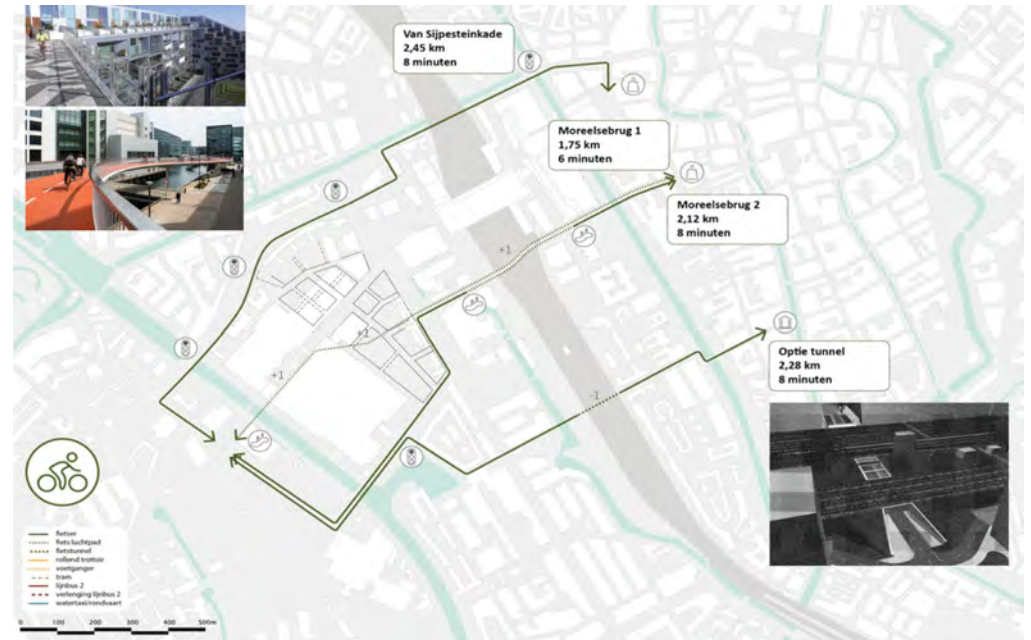 Van Sijpesteinkade
2,45 km
8 minuten
Moreelsebrug 1
1,75 km
6 minuten
Moreelsebrug 2
2,12 km
8 minuten
+1
+1
+1
-1
Optie tunnel
2,28 km
8 minuten
fietser
fiets luchtpad
fietstunnel
rollend trottoir
voetganger
tram
lijnbus 2
verlenging lijnbus 2
watertaxi/rondvaart
0 100 200 300 400 500m